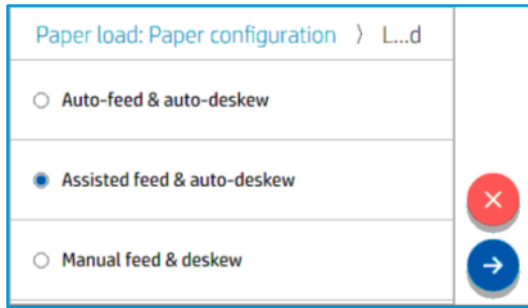 Paper load: Paper configuration 〉 L...d
Auto-feed & auto-deskew
Assisted feed & auto-deskew
Manual feed & deskew